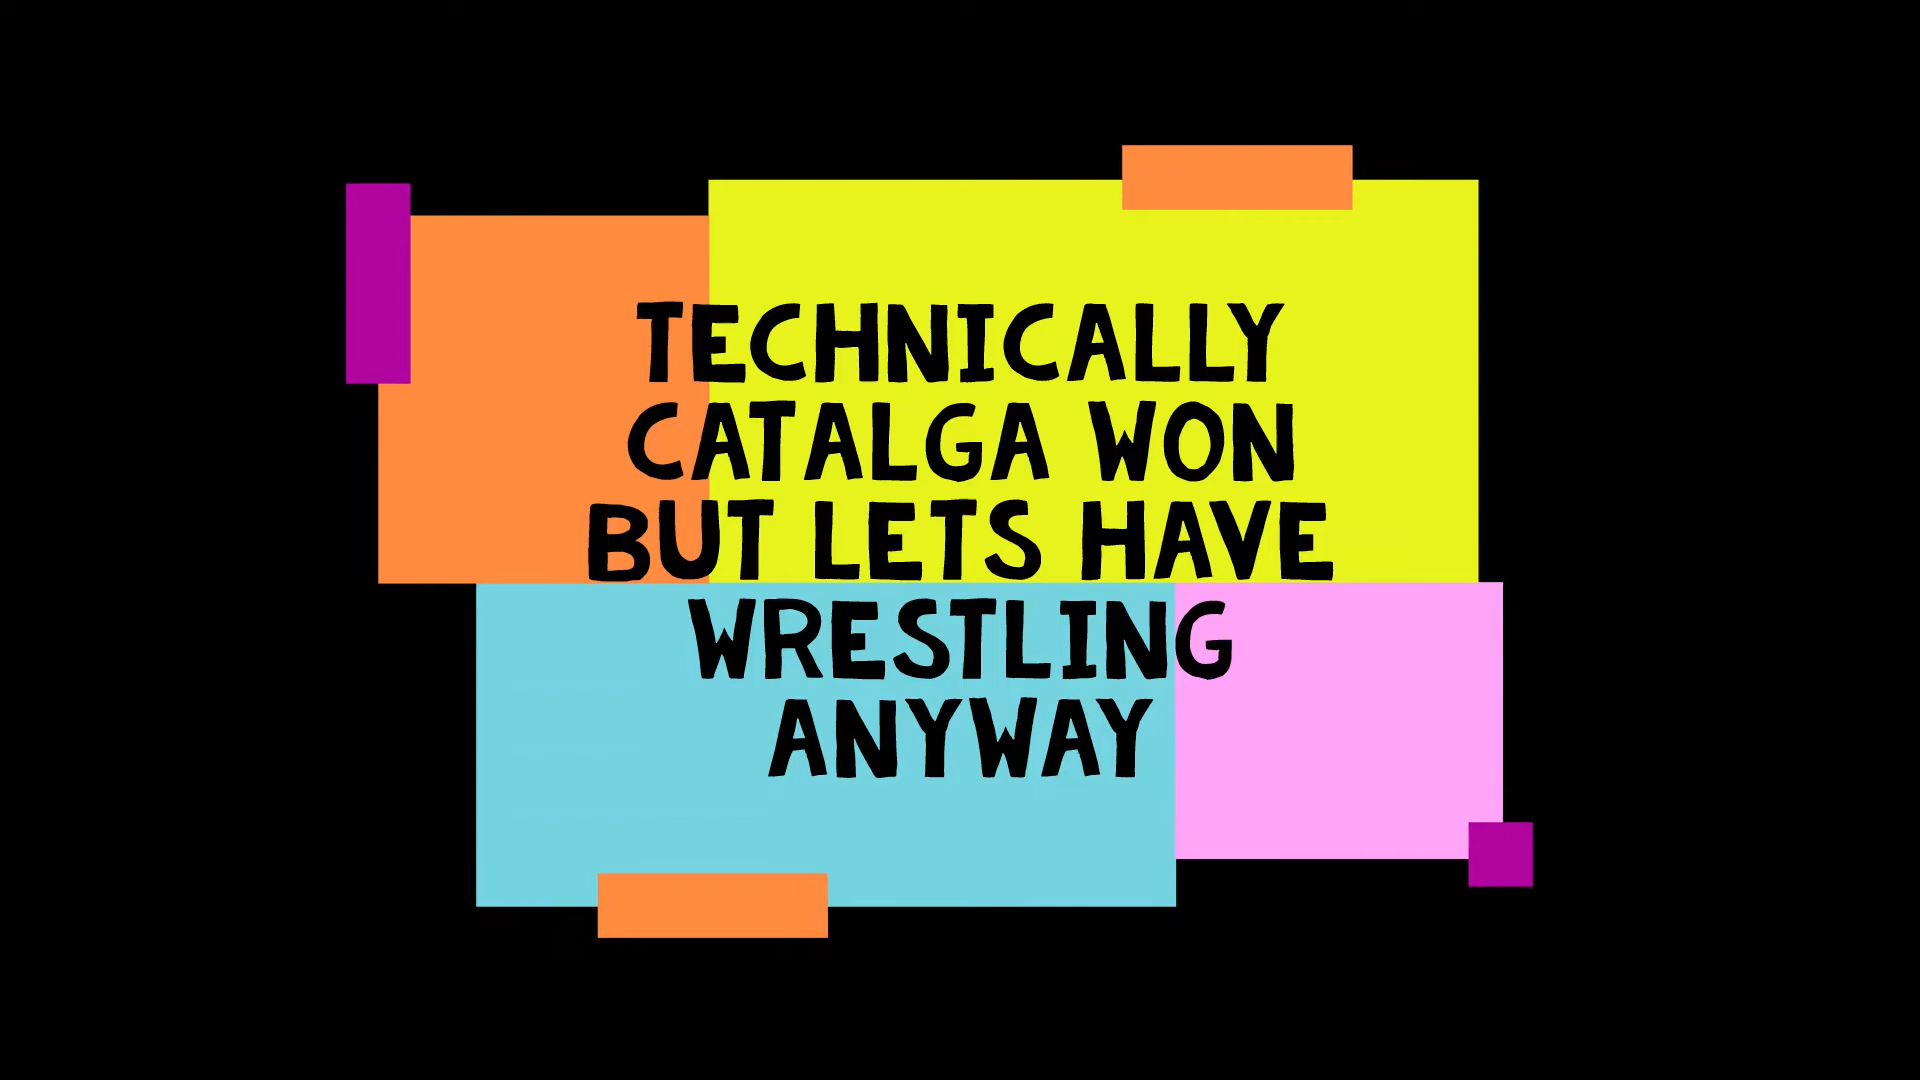 TECHNICALLY
CATALGA WON
BUT LETS HAVE
WRESTLING
ANYWAY